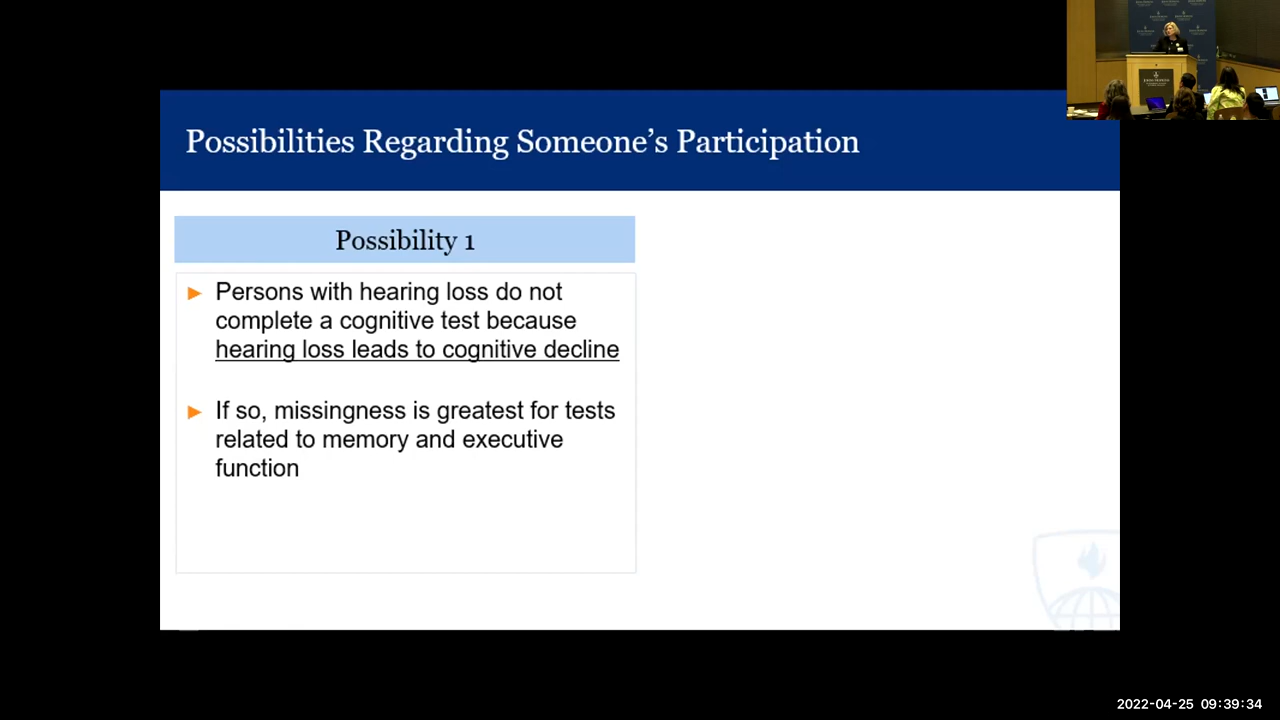 Possibilities Regarding Someone's Participation
Possibility 1
► Persons with hearing loss do not
complete a cognitive test because
hearing loss leads to cognitive decline
► If so, missingness is greatest for tests
related to memory and executive
function
2022-04-25 09:39:34